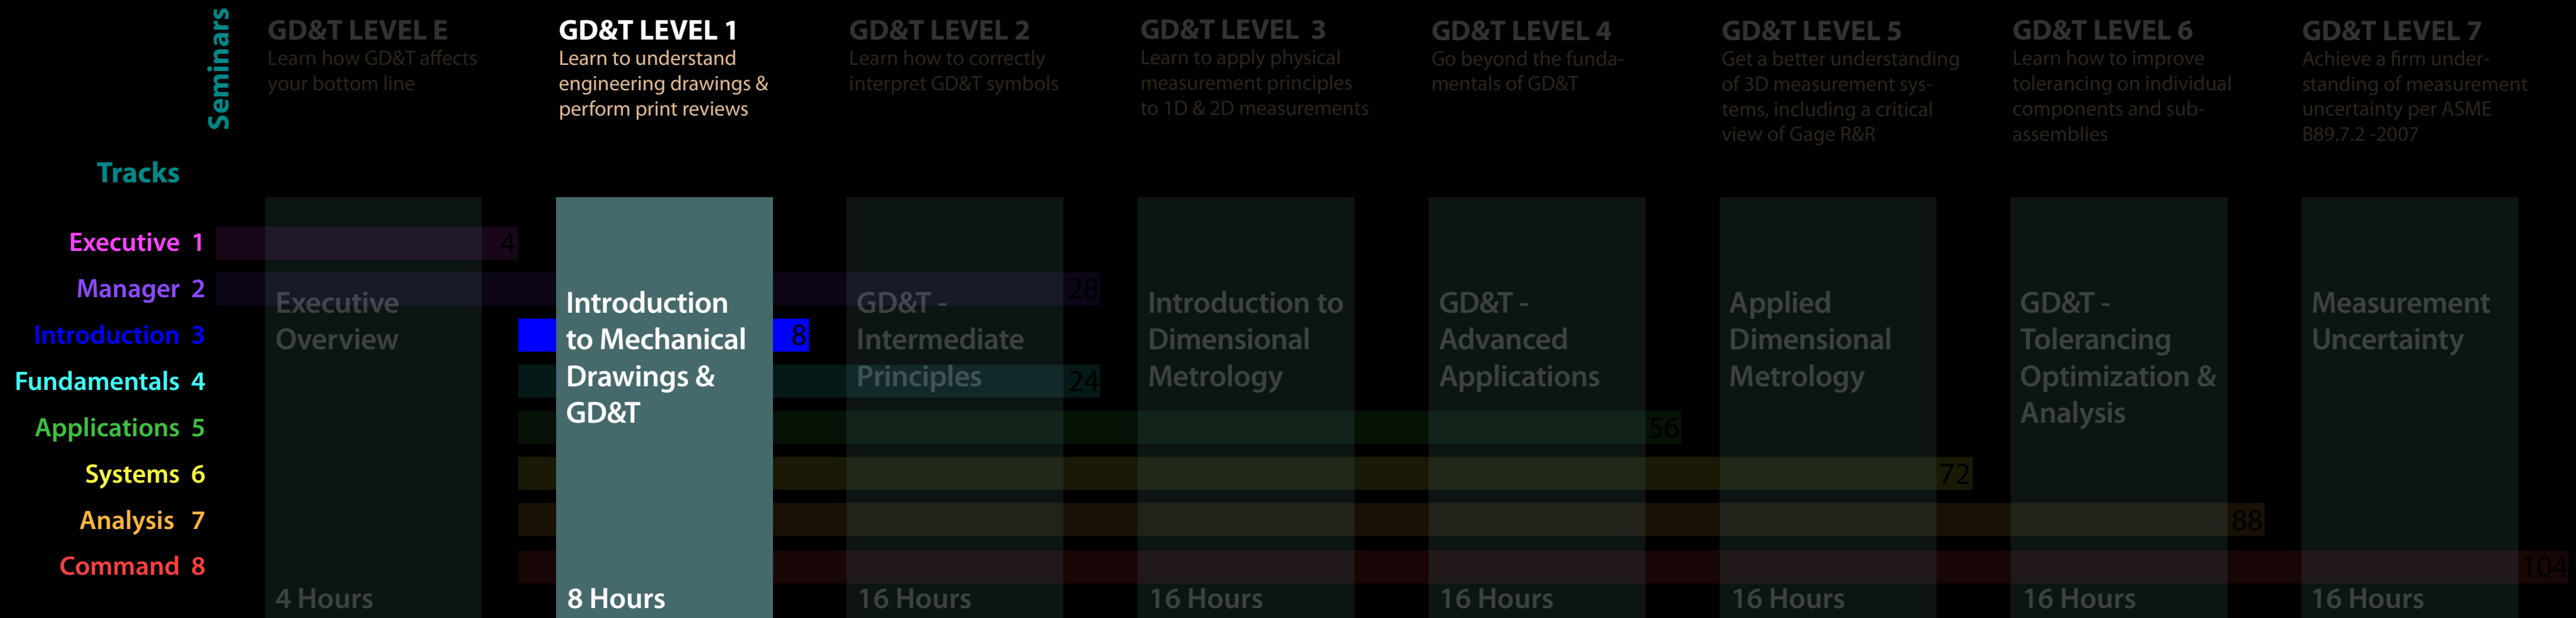 Seminars
GD&T LEVEL E
Learn how GD&T affects
your bottom line
GD&T LEVEL 1
Learn to understand
engineering drawings &
perform print reviews
GD&T LEVEL 2
Learn how to correctly
interpret GD&T symbols
GD&T LEVEL 3
Learn to apply physical
measurement principles
to 1D & 2D measurements
GD&T LEVEL 4
Go beyond the funda-
mentals of GD&T
GD&T LEVEL 5
Get a better understanding
of 3D measurement sys-
tems, including a critical
view of Gage R&R
GD&T LEVEL 6
Learn how to improve
tolerancing on individual
components and sub-
assemblies
GD&T LEVEL 7
Achieve a firm under-
standing of measurement
uncertainty per ASME
B89.7.2 -2007
Tracks
Executive 1
Manager 2
Introduction 3
Fundamentals 4
Applications 5
Systems 6
Analysis 7
Command 8
4
28
8
24
56
72
88
104
Executive
Overview
4 Hours
Introduction
to Mechanical
Drawings &
GD&T
8 Hours
GD&T -
Intermediate
Principles
16 Hours
Introduction to
Dimensional
Metrology
16 Hours
GD&T -
Advanced
Applications
16 Hours
Applied
Dimensional
Metrology
16 Hours
GD&T -
Tolerancing
Optimization &
Analysis
16 Hours
Measurement
Uncertainty
16 Hours